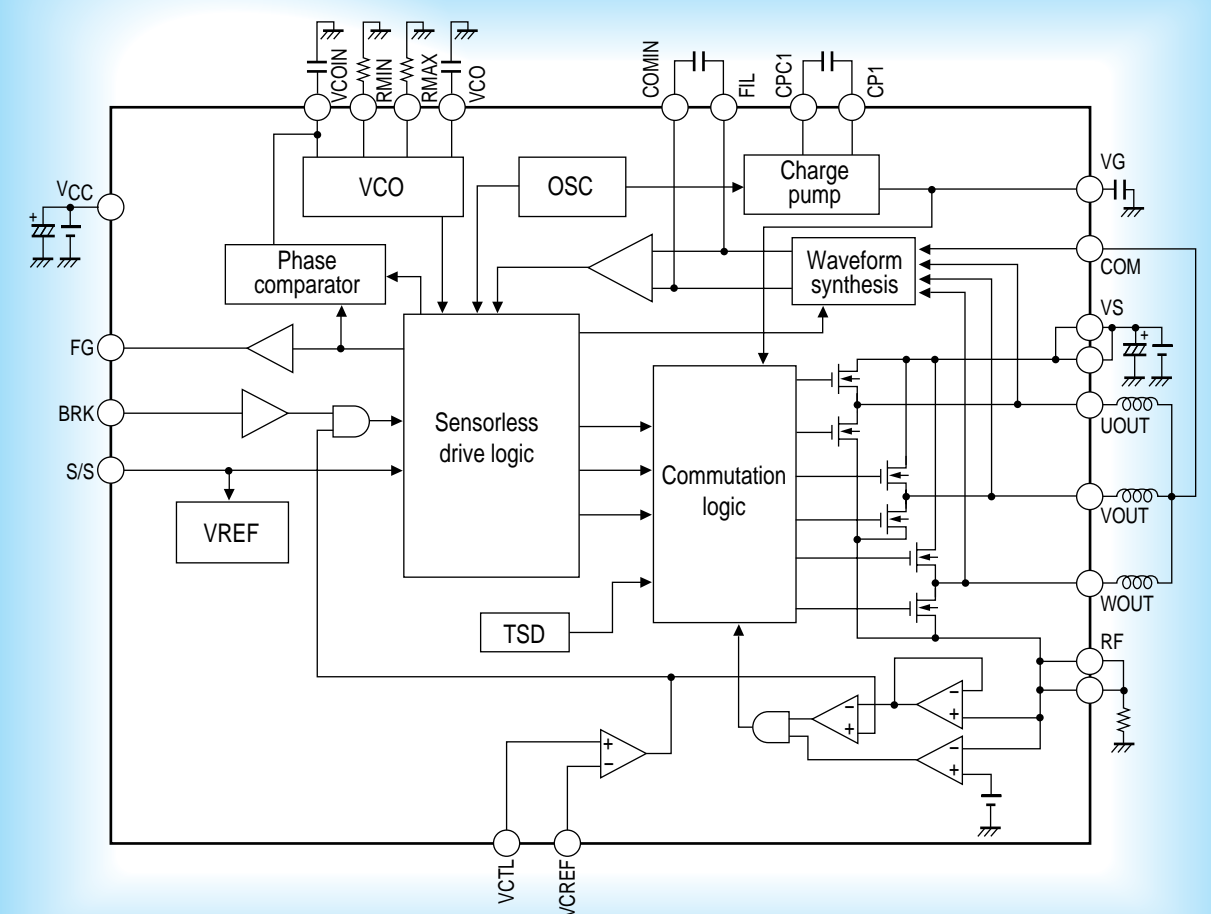 VCOIN
RMIN
RMAX
VCO
COMIN
FIL
CPC1
CP1
VCC
+
VCO
OSC
Charge
pump
VG
Phase
comparator
Waveform
synthesis
COM
VS
+
FG
BRK
S/S
VREF
Sensorless
drive logic
Commutation
logic
UOUT
VOUT
WOUT
TSD
RF
−
+
−
+
−
+
+
−
VCTL
VCREF